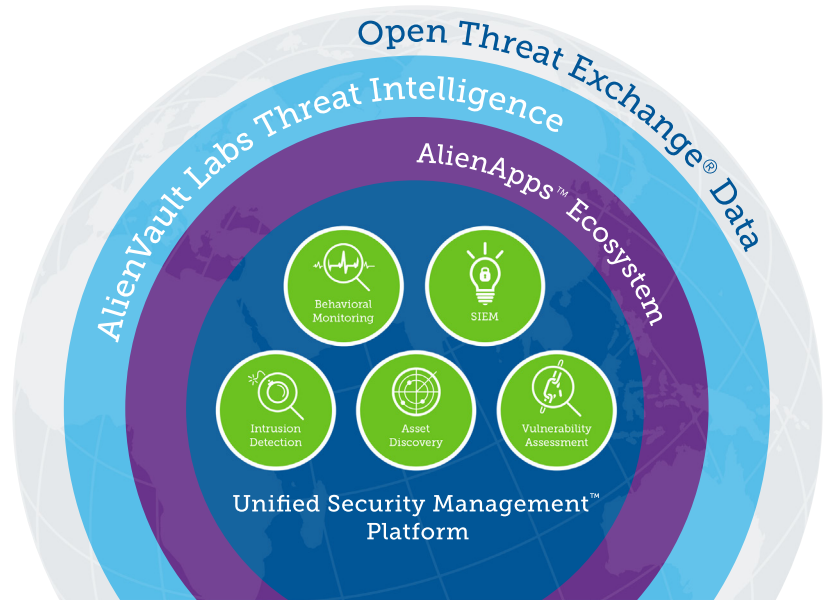 Open Threat Exchange® Data
AlienVault Labs Threat Intelligence
AlienApps™ Ecosystem
Behavioral
Monitoring
SIEM
Intrusion
Detection
Asset
Discovery
Vulnerability
Assessment
Unified Security Management™
Platform